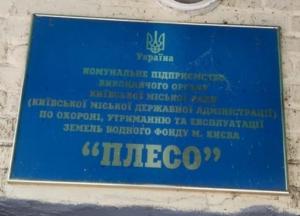 Україна
КОМУНАЛЬНЕ ПІДПРИЄМСТВО
ВИКОНАВЧОГО ОРГАНУ
КИЇВСЬКОЇ МІСЬКОЇ РАДИ
(КИЇВСЬКОЇ МІСЬКОЇ ДЕРЖАВНОЇ АДМІНІСТРАЦІЇ)
ПО ОХОРОНІ, УТРИМАННЮ ТА ЕКСПЛУАТАЦІЇ
ЗЕМЕЛЬ ВОДНОГО ФОНДУ М. КИЄВА
“ПЛЕСО”